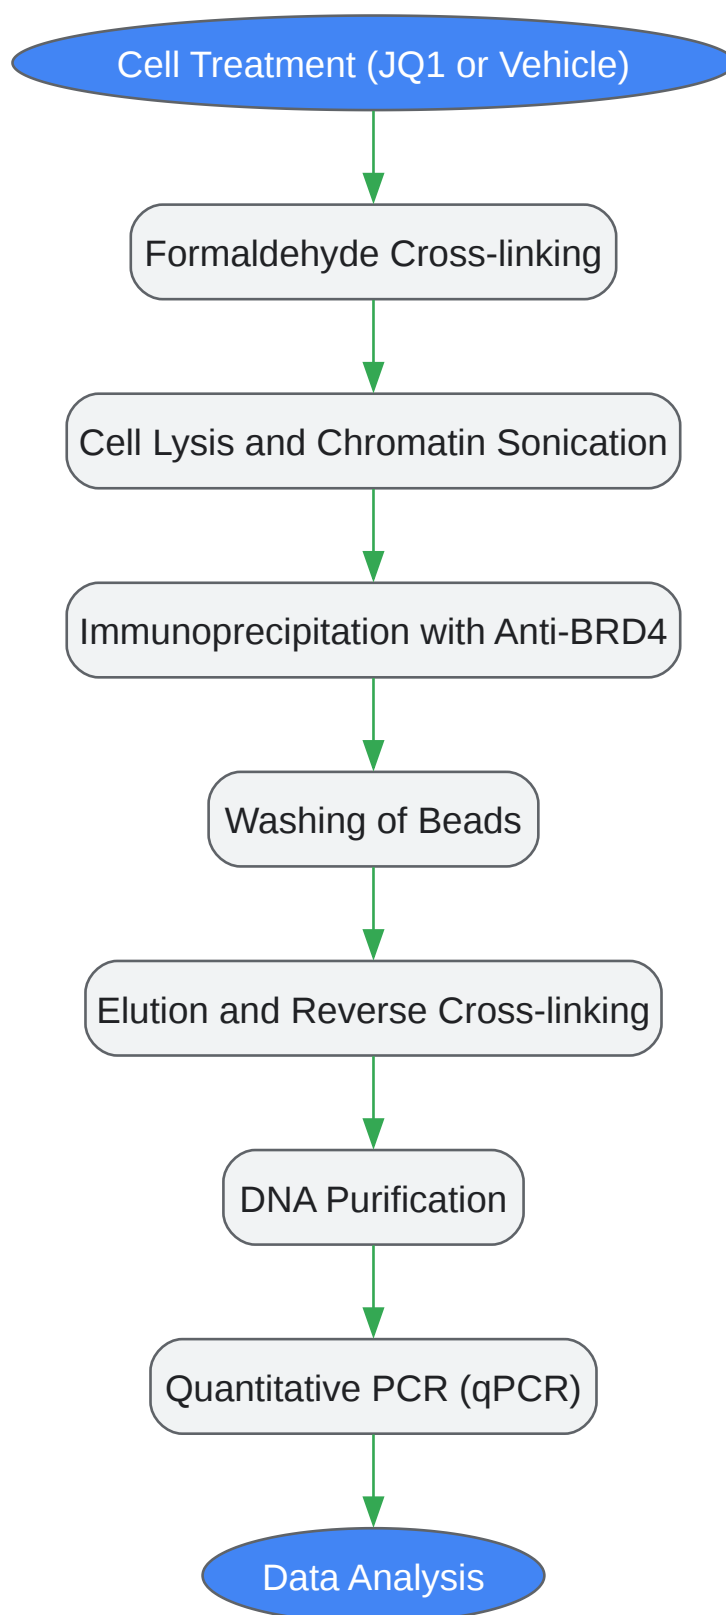 Cell Treatment (JQ1 or Vehicle)
Formaldehyde Cross-linking
Cell Lysis and Chromatin Sonication
Immunoprecipitation with Anti-BRD4
Washing of Beads
Elution and Reverse Cross-linking
DNA Purification
Quantitative PCR (qPCR)
Data Analysis